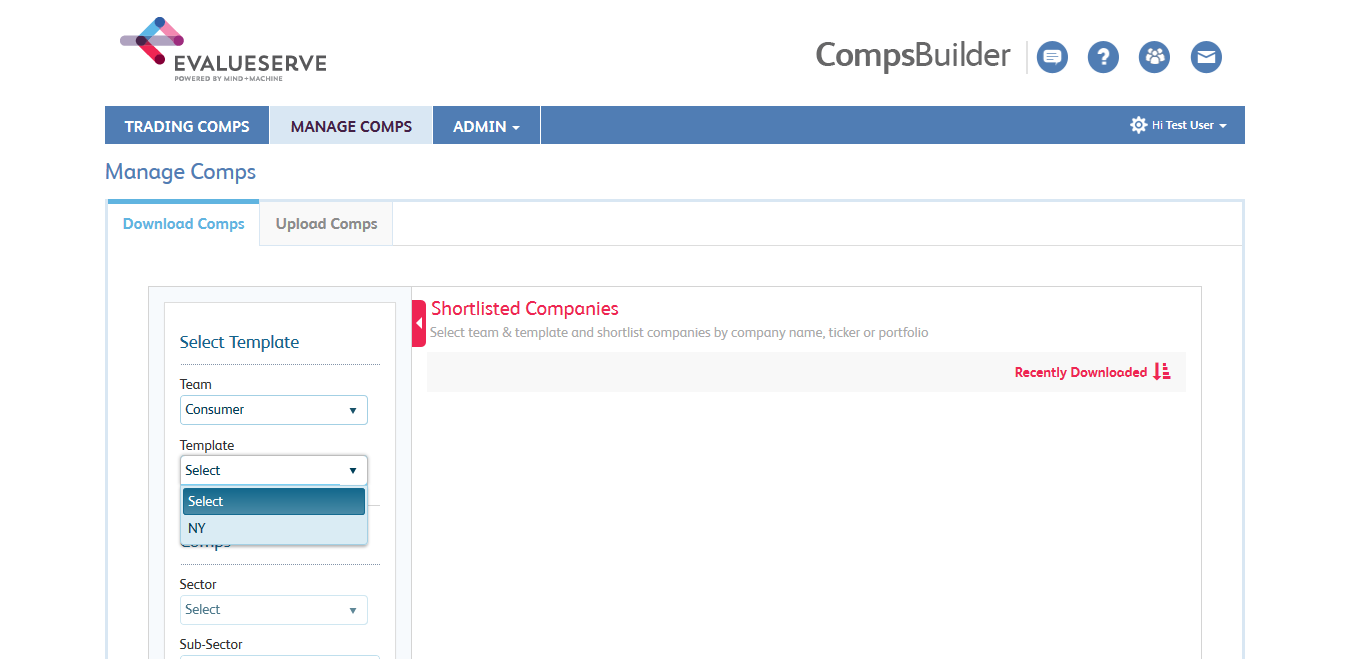 EVALUESERVE
POWERED BY MIND+MACHINE
CompsBuilder
?
TRADING COMPS
MANAGE COMPS
ADMIN
Hi Test User
Manage Comps
Download Comps
Upload Comps
Select Template
Team
Consumer
Template
Select
Select
NY
Comps
Sector
Select
Sub-Sector
Shortlisted Companies
Select team & template and shortlist companies by company name, ticker or portfolio
Recently Downloaded